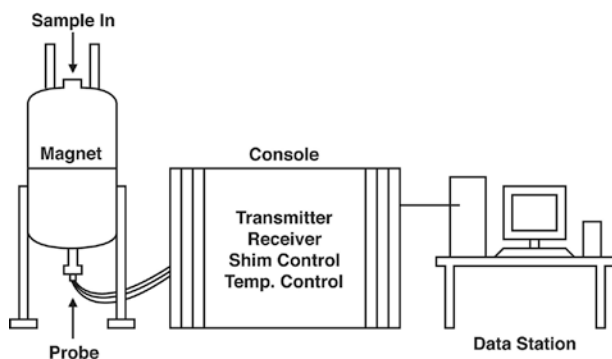 Sample In
Magnet
Probe
Console
Transmitter
Receiver
Shim Control
Temp. Control
Data Station